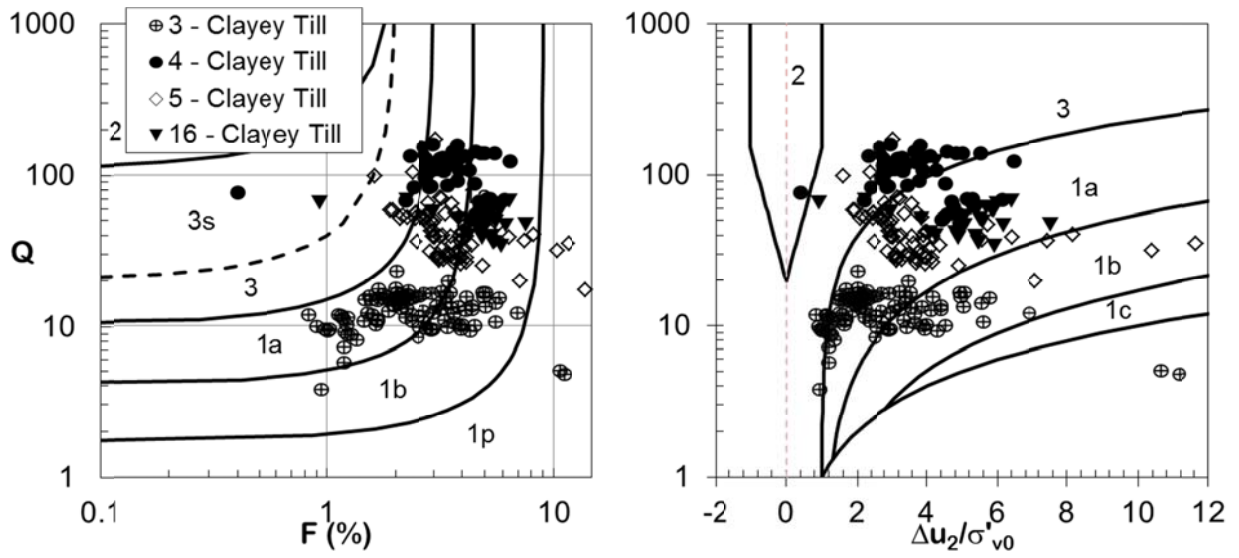 1000
100
10
1
Q
3 - Clayey Till
4 - Clayey Till
5 - Clayey Till
16 - Clayey Till
2
3s
3
1a
1b
1p
0.1
1
10
F (%)
1000
100
10
1
2
3
1a
1b
1c
-2
0
2
4
6
8
10
12
Δu₂/σ'v0